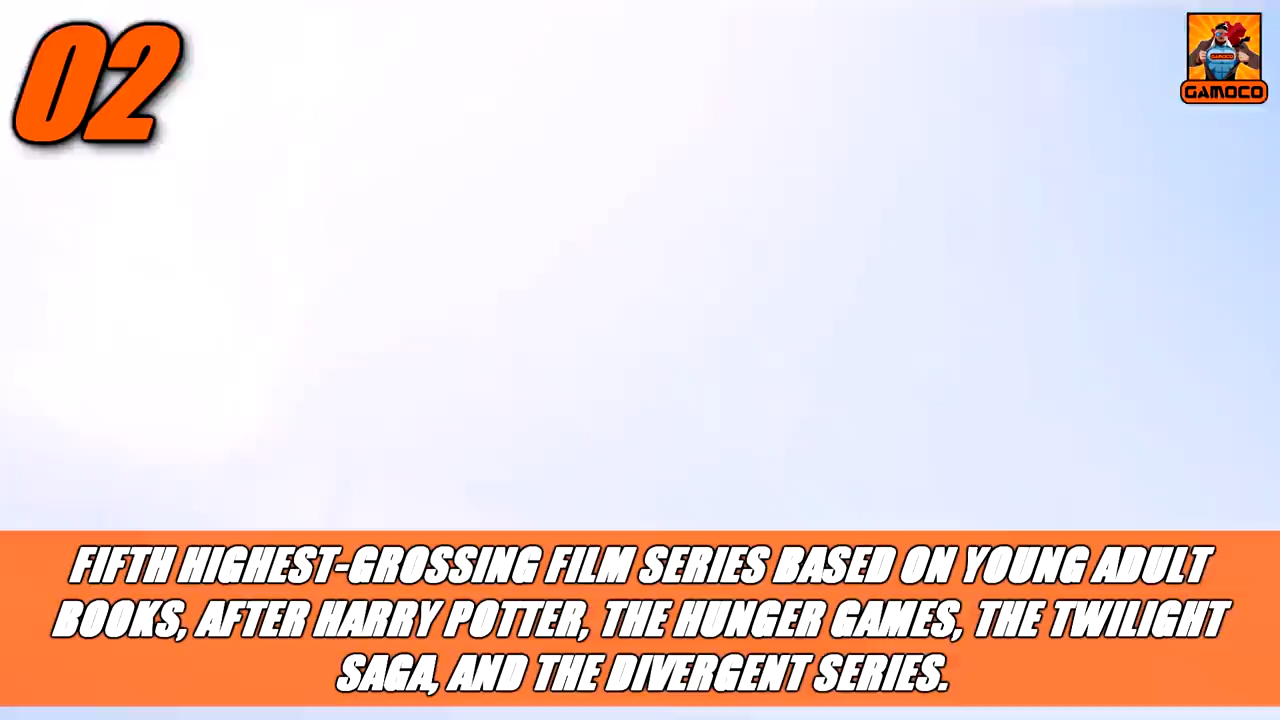 02
GAMOCO
GAMOCO
FIFTH HIGHEST-GROSSING FILM SERIES BASED ON YOUNG ADULT
BOOKS, AFTER HARRY POTTER, THE HUNGER GAMES, THE TWILIGHT
SAGA, AND THE DIVERGENT SERIES.